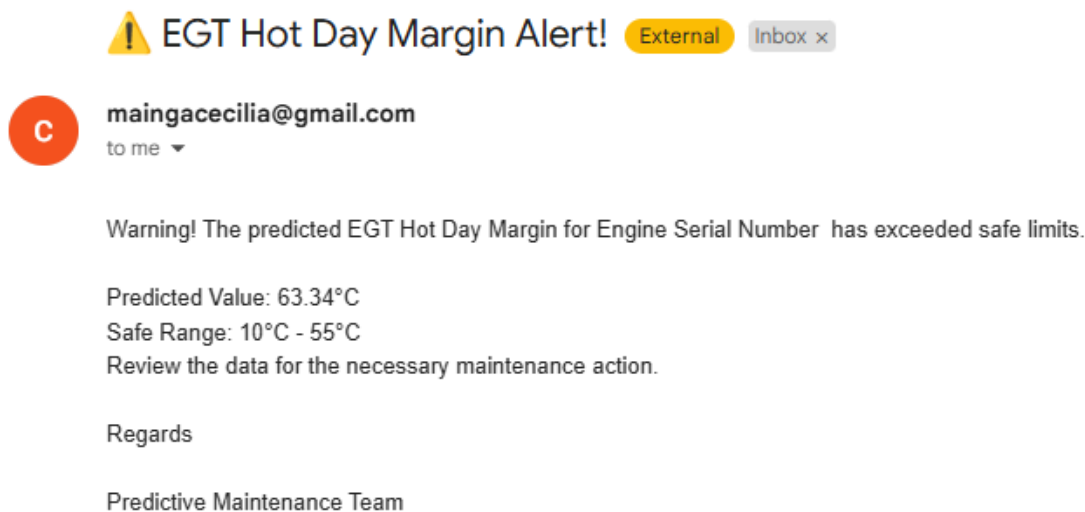 ⚠️ EGT Hot Day Margin Alert! External Inbox ×
C
maingacecilia@gmail.com
to me
Warning! The predicted EGT Hot Day Margin for Engine Serial Number  has exceeded safe limits.
Predicted Value: 63.34°C
Safe Range: 10°C - 55°C
Review the data for the necessary maintenance action.
Regards
Predictive Maintenance Team